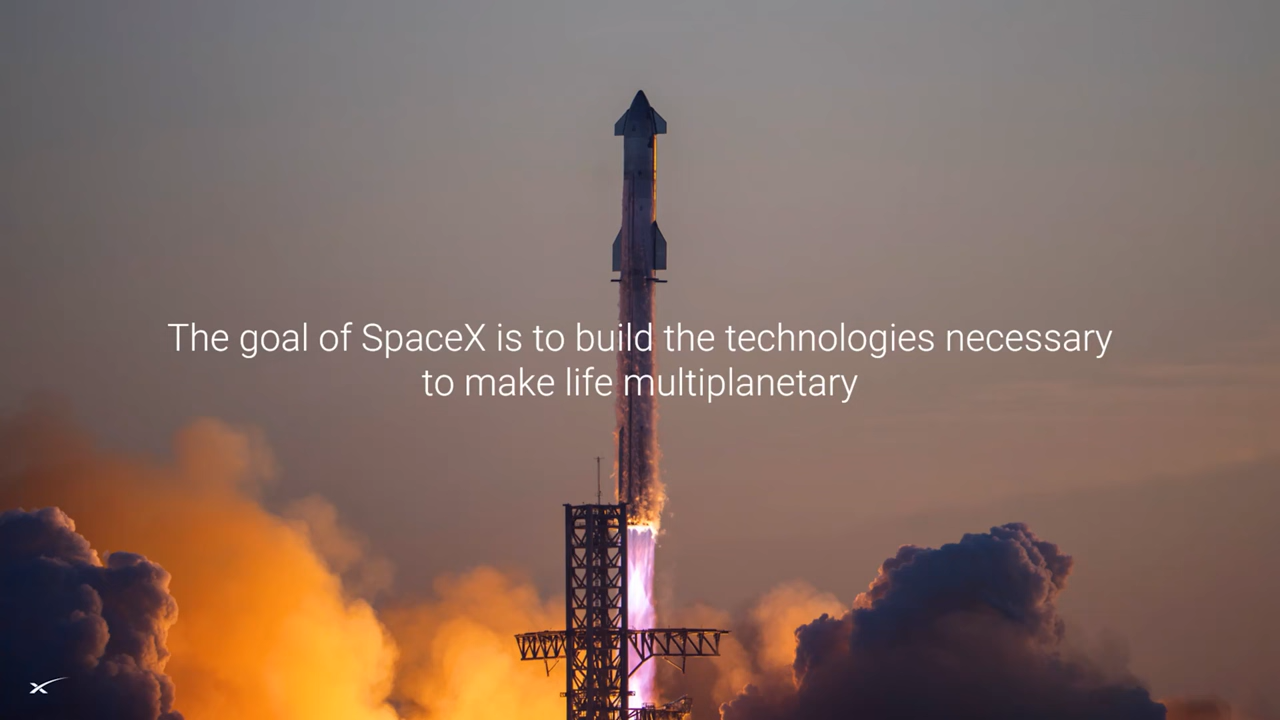 The goal of SpaceX is to build the technologies necessary
to make life multiplanetary